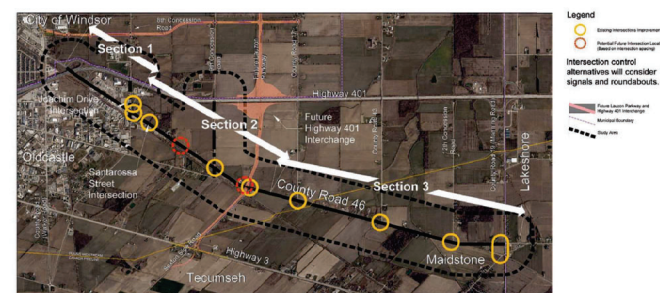 City of Windsor
8th Concession
Road
Section 1
Joachim Drive
Intersection
Highway 401
Section 2
Future
Highway 401
Interchange
Oldcastle
Santarossa
Street
Intersection
County Road 46
Section 3
Lakeshore
Highway 3
Maidstone
Tecumseh
Legend
Existing Intersections Improvement
Potential Future Intersection Location
(Based on intersection spacing)
Intersection control
alternatives will consider
signals and roundabouts.
Future Lauzon Parkway and
Highway 401 Interchange
Municipal Boundary
Study Area